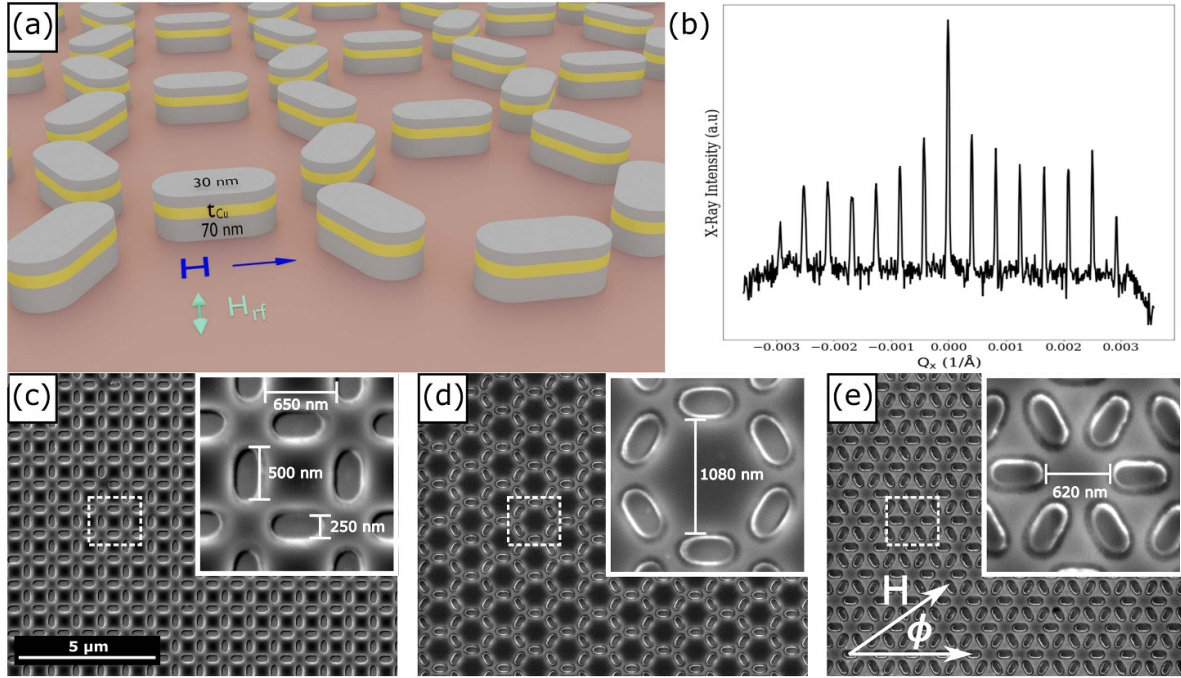 (a)
30 nm
tCu
70 nm
H
Hrf
(b)
X-Ray Intensity (a.u)
−0.003 −0.002 −0.001 0.000 0.001 0.002 0.003
Qx (1/Å)
(c)
650 nm
500 nm
250 nm
5 µm
(d)
1080 nm
(e)
620 nm
H
ϕ